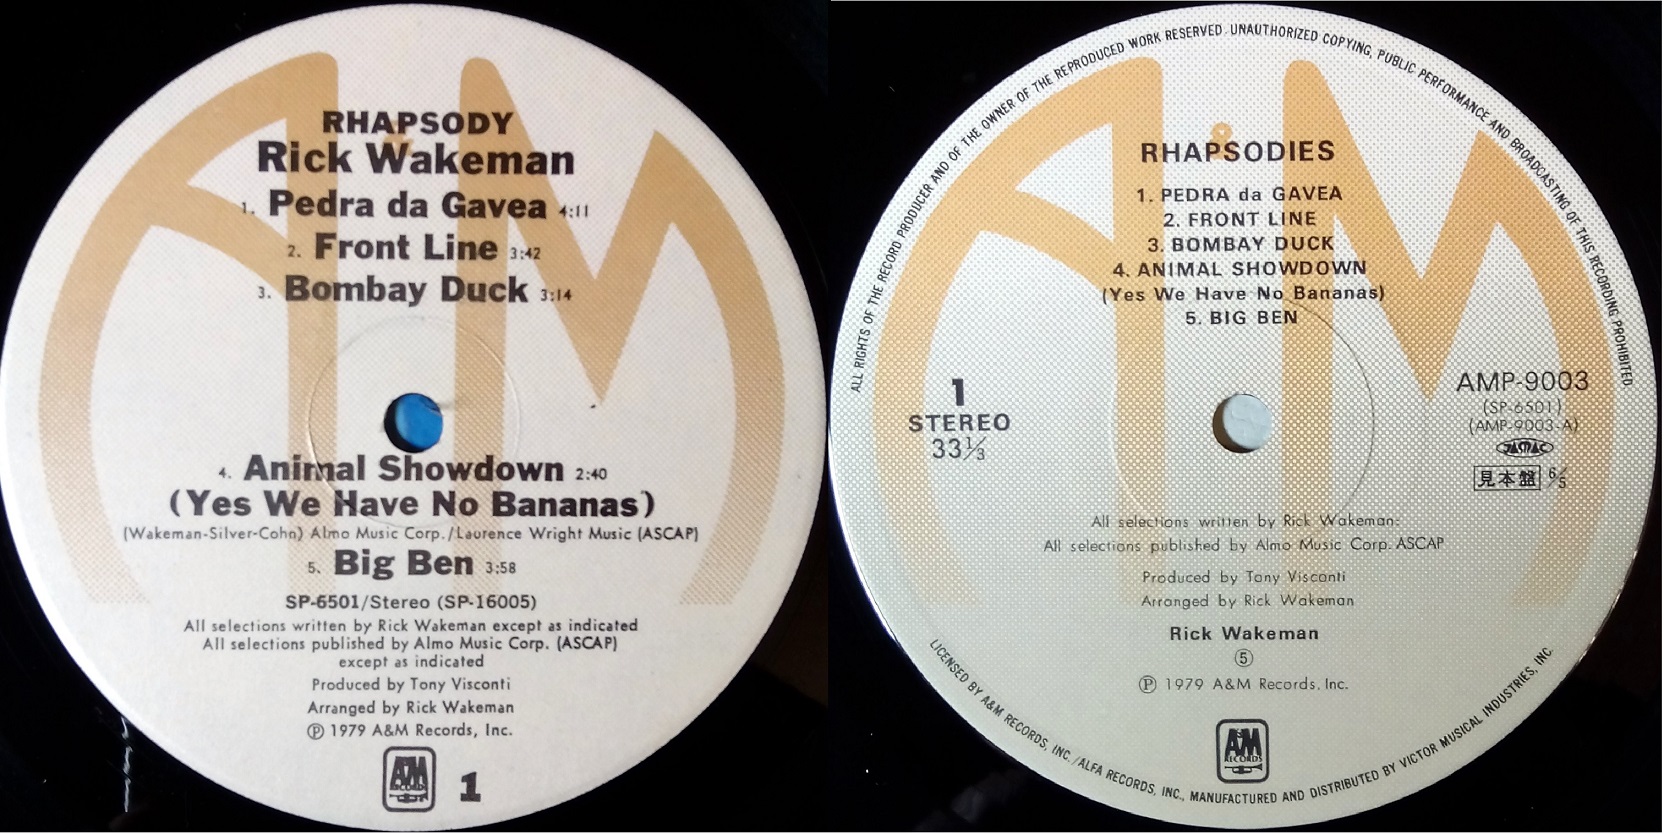 RHAPSODY
Rick Wakeman
1. Pedra da Gavea 4:11
2. Front Line 3:42
3. Bombay Duck 3:14
4. Animal Showdown 2:40
(Yes We Have No Bananas)
(Wakeman-Silver-Cohn) Almo Music Corp./Laurence Wright Music (ASCAP)
5. Big Ben 3:58
SP-6501/Stereo (SP-16005)
All selections written by Rick Wakeman except as indicated
All selections published by Almo Music Corp. (ASCAP)
except as indicated
Produced by Tony Visconti
Arranged by Rick Wakeman
Ⓟ 1979 A&M Records, Inc.
A&M
RECORDS
1
ALL RIGHTS OF THE RECORD PRODUCER AND OF THE OWNER OF THE REPRODUCED WORK RESERVED. UNAUTHORIZED COPYING, PUBLIC PERFORMANCE AND BROADCASTING OF THIS RECORDING PROHIBITED
A&M
RHAPSODIES
1. PEDRA da GAVEA
2. FRONT LINE
3. BOMBAY DUCK
4. ANIMAL SHOWDOWN
(Yes We Have No Bananas)
5. BIG BEN
1
STEREO
33⅓
AMP-9003
(SP-6501)
(AMP-9003-A)
JASRAC
見本盤 6/5
All selections written by Rick Wakeman:
All selections published by Almo Music Corp. ASCAP
Produced by Tony Visconti
Arranged by Rick Wakeman
Rick Wakeman
⑤
Ⓟ 1979 A&M Records, Inc.
A&M
RECORDS
LICENSED BY A&M RECORDS, INC./ALFA RECORDS, INC., MANUFACTURED AND DISTRIBUTED BY VICTOR MUSICAL INDUSTRIES, INC.